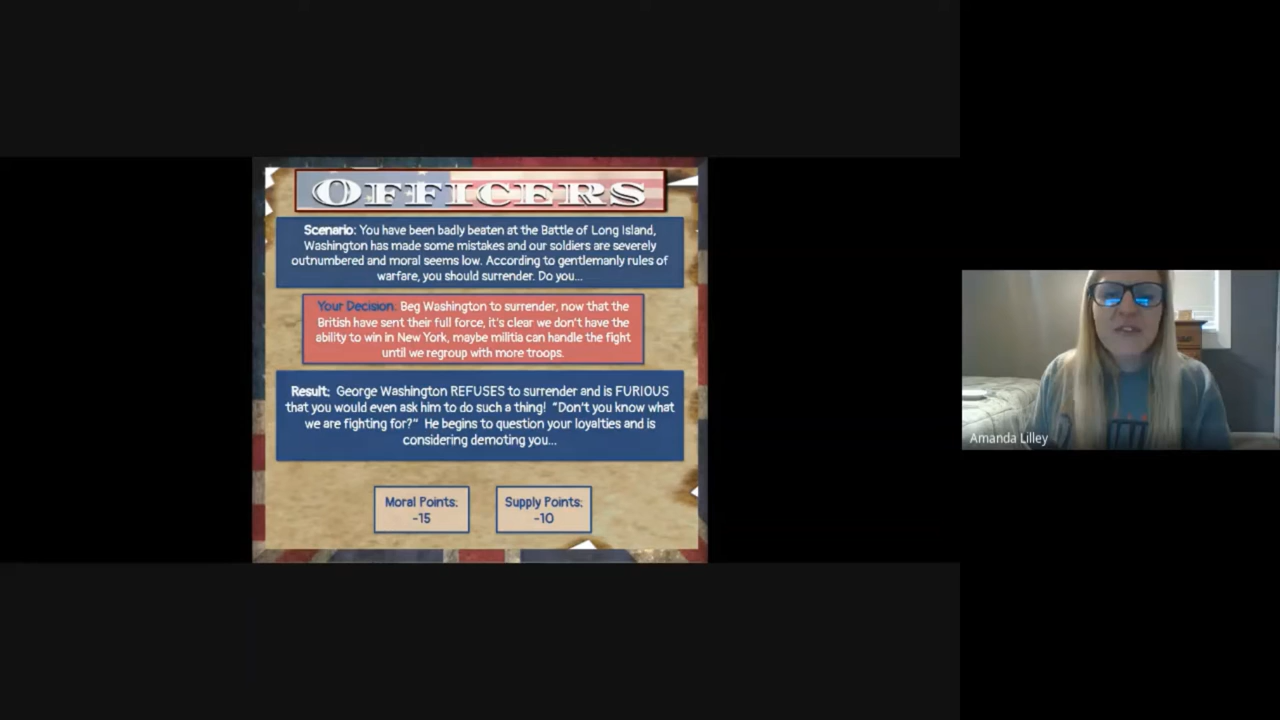 OFFICERS
Scenario: You have been badly beaten at the Battle of Long Island,
Washington has made some mistakes and our soldiers are severely
outnumbered and moral seems low. According to gentlemanly rules of
warfare, you should surrender. Do you...
Your Decision: Beg Washington to surrender, now that the
British have sent their full force, it's clear we don't have the
ability to win in New York, maybe militia can handle the fight
until we regroup with more troops.
Result: George Washington REFUSES to surrender and is FURIOUS
that you would even ask him to do such a thing! "Don't you know what
we are fighting for?" He begins to question your loyalties and is
considering demoting you...
Moral Points:
-15
Supply Points:
-10
Amanda Lilley